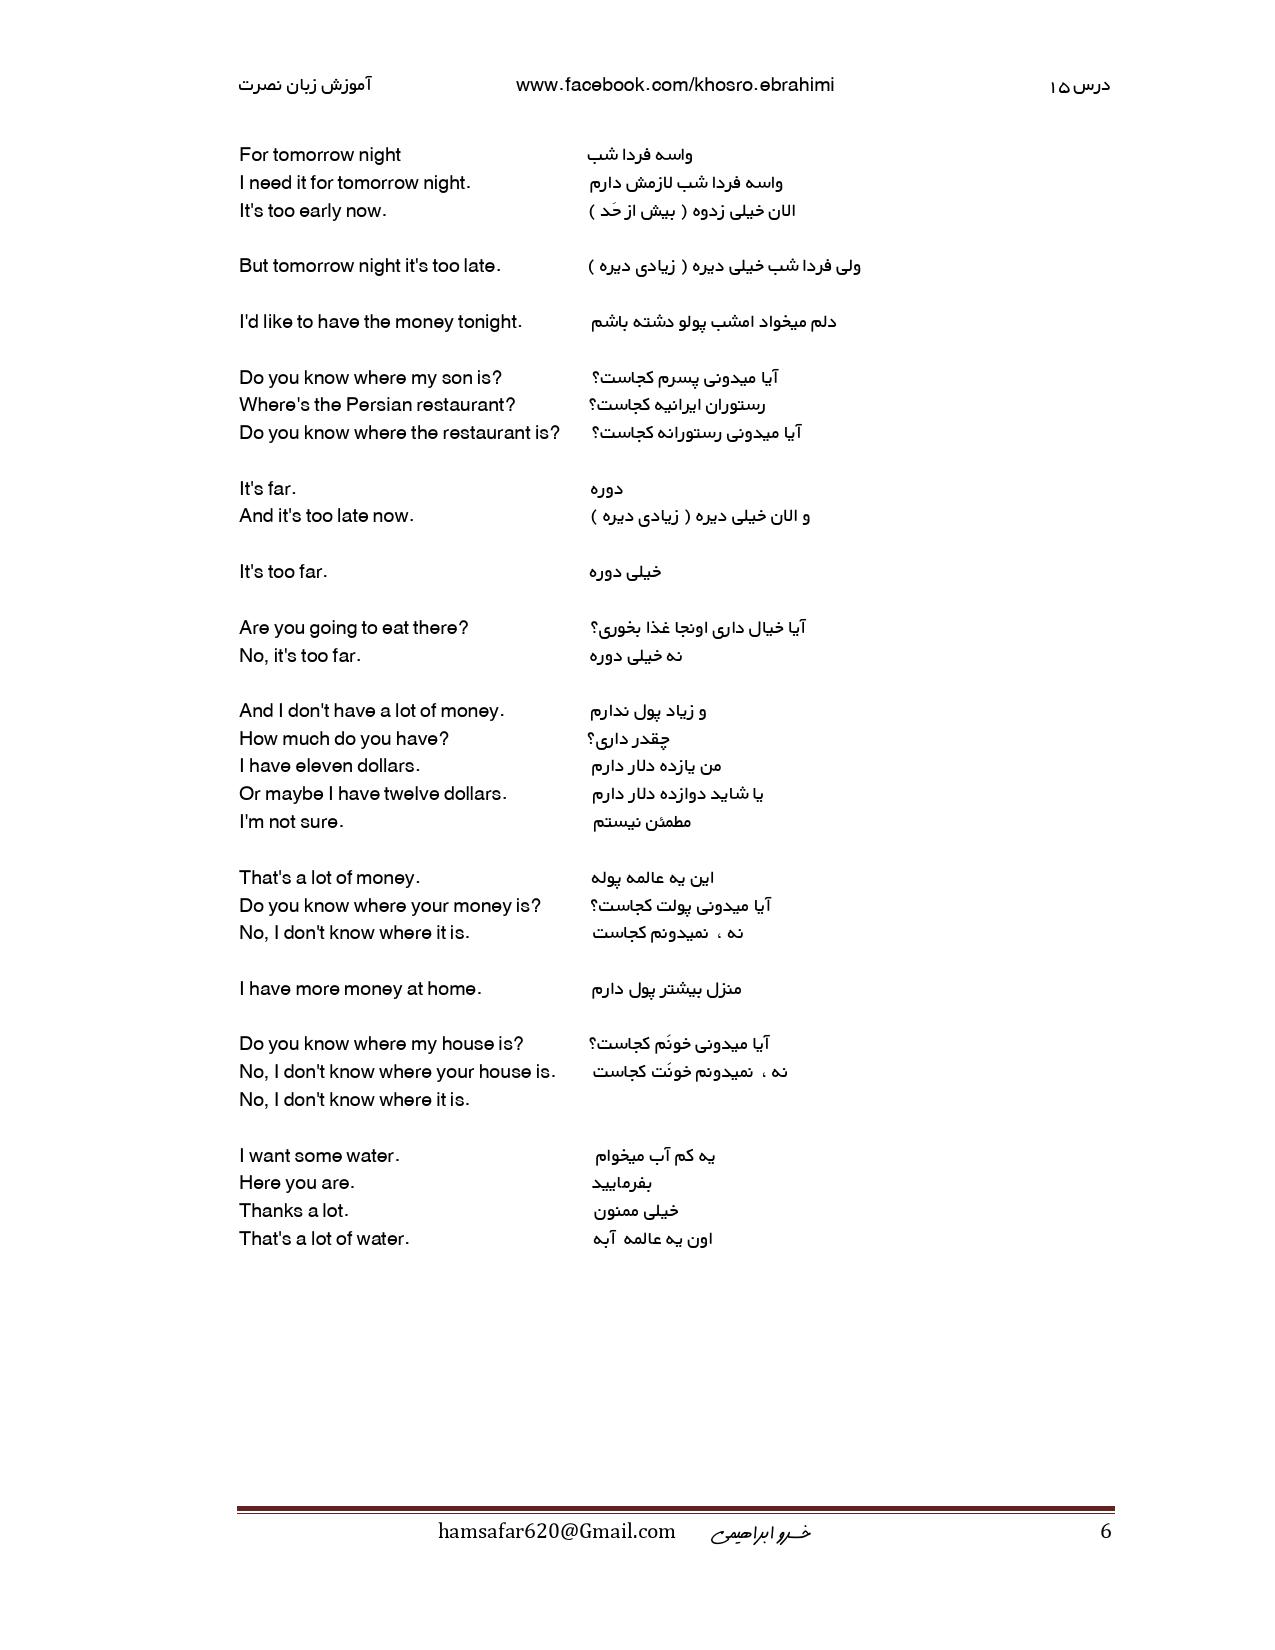 آموزش زبان نصرت www.facebook.com/khosro.ebrahimi درس ۱۵
For tomorrow night واسه فردا شب
I need it for tomorrow night. واسه فردا شب لازمش دارم
It's too early now. الان خیلی زدوه ( بیش از حَد )
But tomorrow night it's too late. ولی فردا شب خیلی دیره ( زیادی دیره )
I'd like to have the money tonight. دلم میخواد امشب پولو دشته باشم
Do you know where my son is? آیا میدونی پسرم کجاست؟
Where's the Persian restaurant? رستوران ایرانیه کجاست؟
Do you know where the restaurant is? آیا میدونی رستورانه کجاست؟
It's far. دوره
And it's too late now. و الان خیلی دیره ( زیادی دیره )
It's too far. خیلی دوره
Are you going to eat there? آیا خیال داری اونجا غذا بخوری؟
No, it's too far. نه خیلی دوره
And I don't have a lot of money. و زیاد پول ندارم
How much do you have? چقدر داری؟
I have eleven dollars. من یازده دلار دارم
Or maybe I have twelve dollars. یا شاید دوازده دلار دارم
I'm not sure. مطمئن نیستم
That's a lot of money. این یه عالمه پوله
Do you know where your money is? آیا میدونی پولت کجاست؟
No, I don't know where it is. نه ، نمیدونم کجاست
I have more money at home. منزل بیشتر پول دارم
Do you know where my house is? آیا میدونی خونَم کجاست؟
No, I don't know where your house is. نه ، نمیدونم خونَت کجاست
No, I don't know where it is.
I want some water. یه کم آب میخوام
Here you are. بفرمایید
Thanks a lot. خیلی ممنون
That's a lot of water. اون یه عالمه آبه
hamsafar620@Gmail.com خسرو ابراهیمی 6